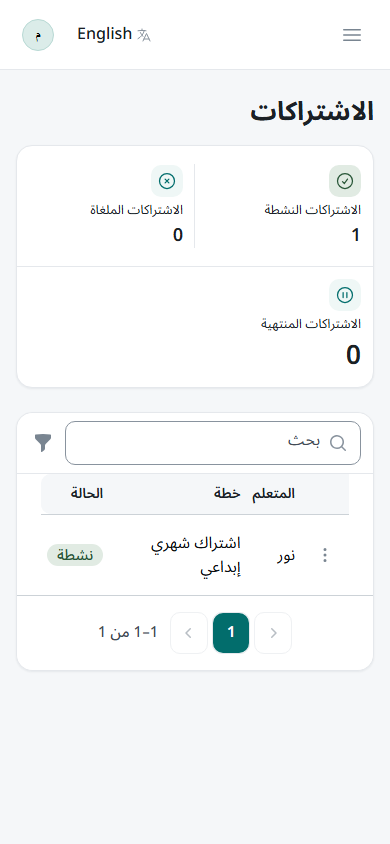 م
English
الاشتراكات
الاشتراكات النشطة
1
الاشتراكات الملغاة
0
الاشتراكات المنتهية
0
بحث
المتعلم خطة الحالة
نور اشتراك شهري إبداعي نشطة
1 1–1 من 1